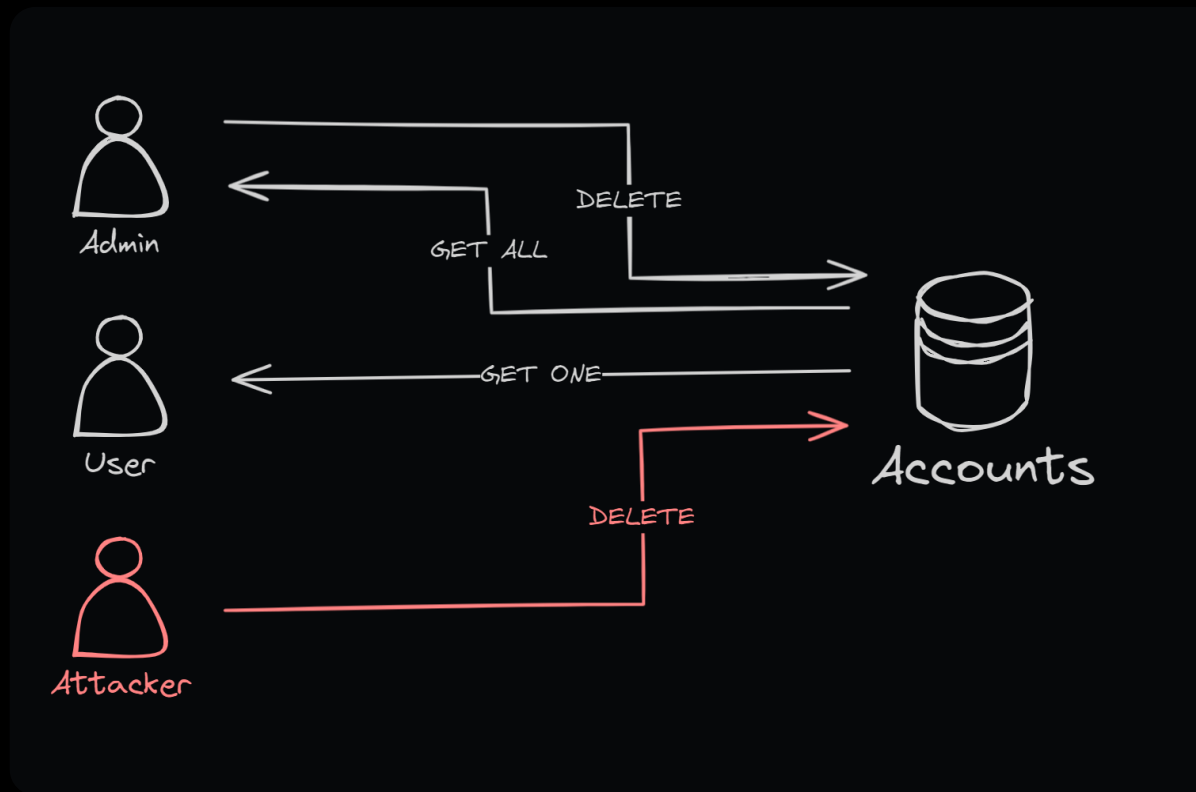 DELETE
Admin
GET ALL
GET ONE
User
Accounts
DELETE
Attacker